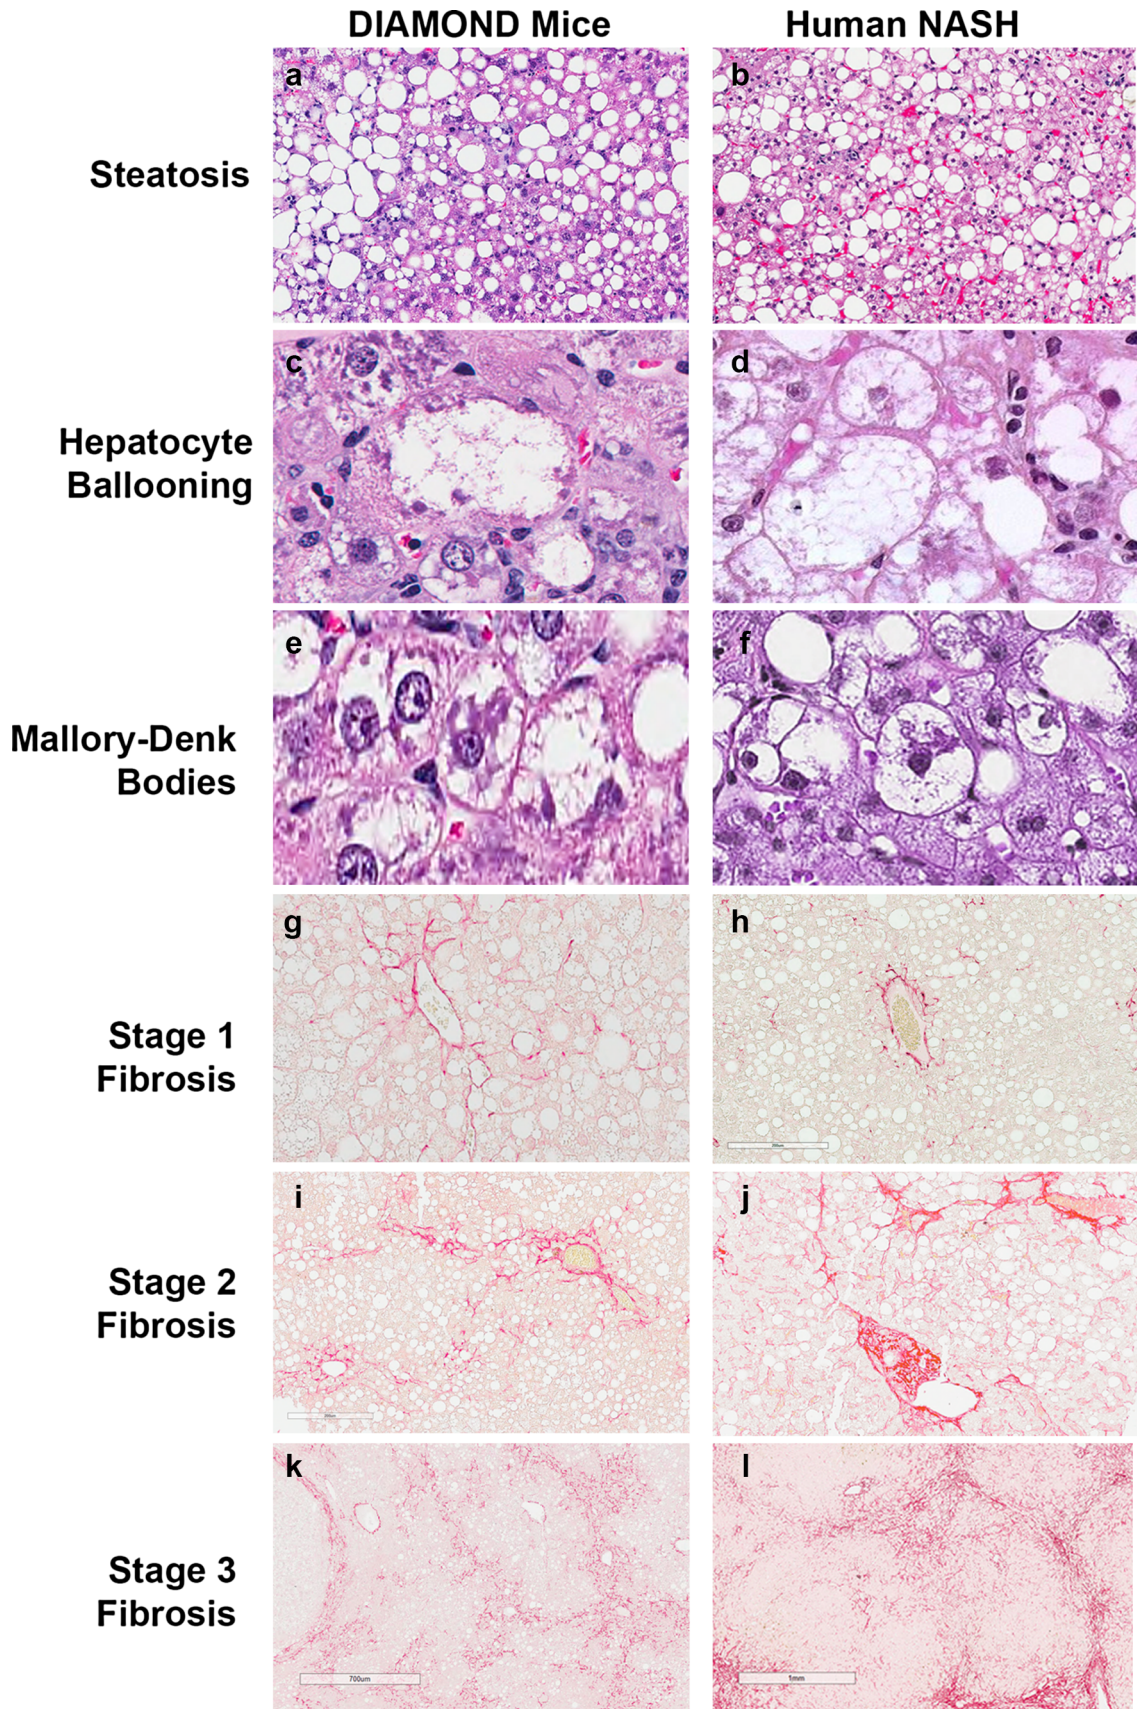 DIAMOND Mice
Human NASH
Steatosis
a
b
Hepatocyte
Ballooning
c
d
Mallory-Denk
Bodies
e
f
Stage 1
Fibrosis
g
h
Stage 2
Fibrosis
i
j
Stage 3
Fibrosis
k
l
700um
1mm